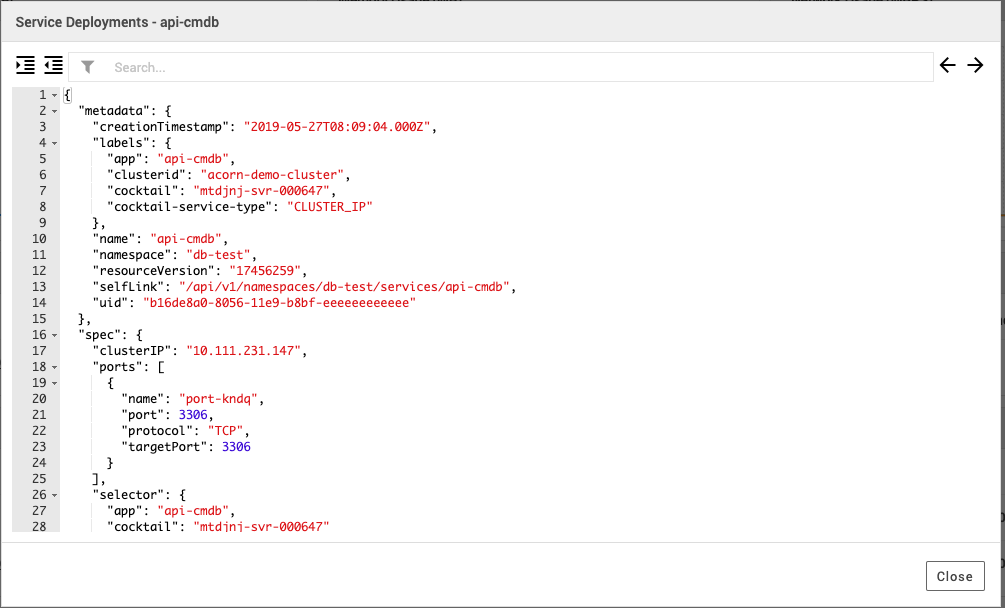 Service Deployments - api-cmdb
Search...
1 {
2 "metadata": {
3 "creationTimestamp": "2019-05-27T08:09:04.000Z",
4 "labels": {
5 "app": "api-cmdb",
6 "clusterid": "acorn-demo-cluster",
7 "cocktail": "mtdjnj-svr-000647",
8 "cocktail-service-type": "CLUSTER_IP"
9 },
10 "name": "api-cmdb",
11 "namespace": "db-test",
12 "resourceVersion": "17456259",
13 "selfLink": "/api/v1/namespaces/db-test/services/api-cmdb",
14 "uid": "b16de8a0-8056-11e9-b8bf-eeeeeeeeeeee"
15 },
16 "spec": {
17 "clusterIP": "10.111.231.147",
18 "ports": [
19 {
20 "name": "port-kndq",
21 "port": 3306,
22 "protocol": "TCP",
23 "targetPort": 3306
24 }
25 ],
26 "selector": {
27 "app": "api-cmdb",
28 "cocktail": "mtdjnj-svr-000647"
Close